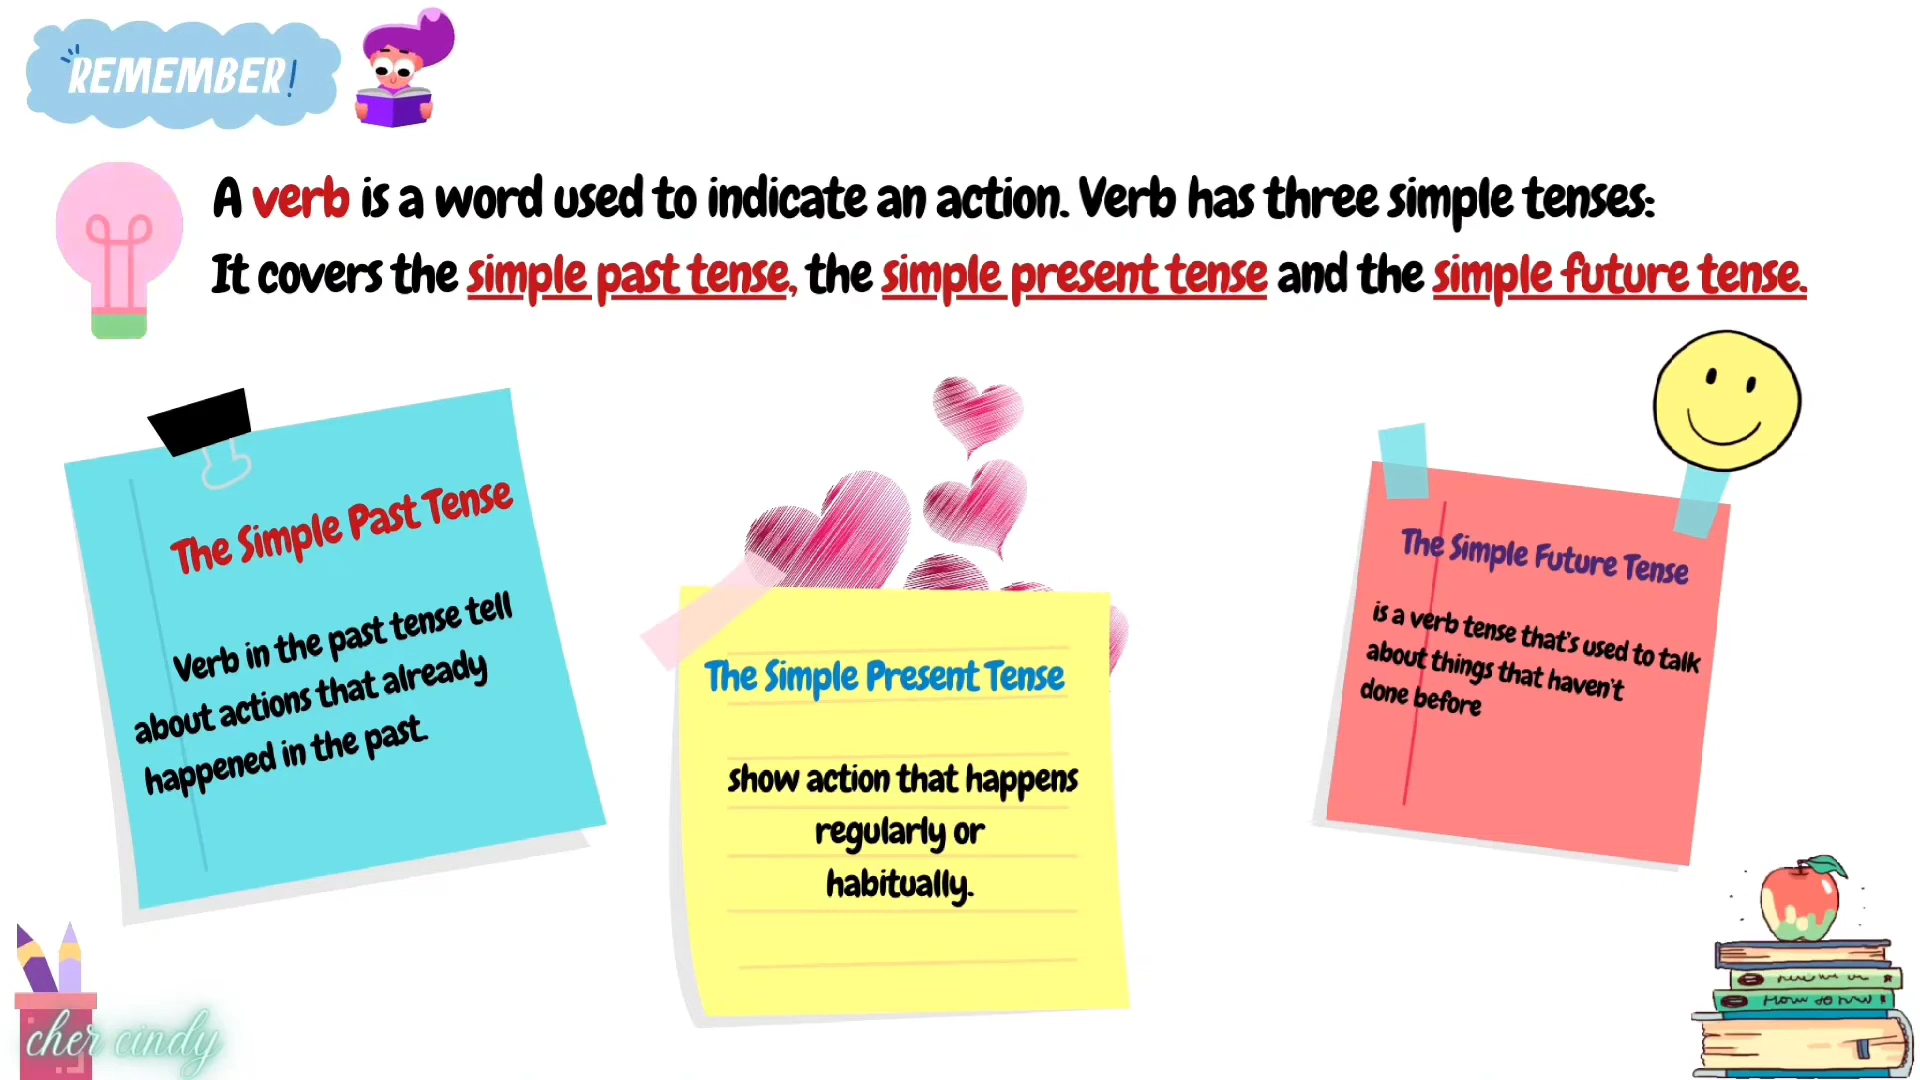 REMEMBER!
A verb is a word used to indicate an action. Verb has three simple tenses:
It covers the simple past tense, the simple present tense and the simple future tense.
The Simple Past Tense
Verb in the past tense tell
about actions that already
happened in the past.
The Simple Present Tense
show action that happens
regularly or
habitually.
The Simple Future Tense
is a verb tense that's used to talk
about things that haven't
done before
cher cindy